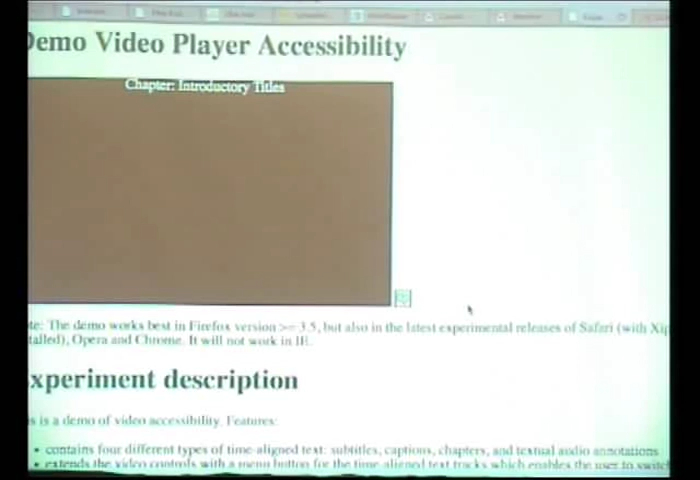 Demo Video Player Accessibility
Chapter: Introductory Titles
te: The demo works best in Firefox version >= 3.5, but also in the latest experimental releases of Safari (with Xip
talled), Opera and Chrome. It will not work in IE.
xperiment description
s is a demo of video accessibility. Features:
• contains four different types of time-aligned text: subtitles, captions, chapters, and textual audio annotations
• extends the video controls with a menu button for the time-aligned text tracks which enables the user to switch